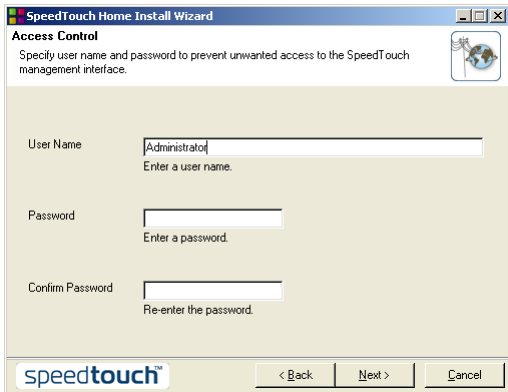 SpeedTouch Home Install Wizard
Access Control
Specify user name and password to prevent unwanted access to the SpeedTouch
management interface.
User Name
Administrator
Enter a user name.
Password
Enter a password.
Confirm Password
Re-enter the password.
speedtouch™
< Back
Next >
Cancel